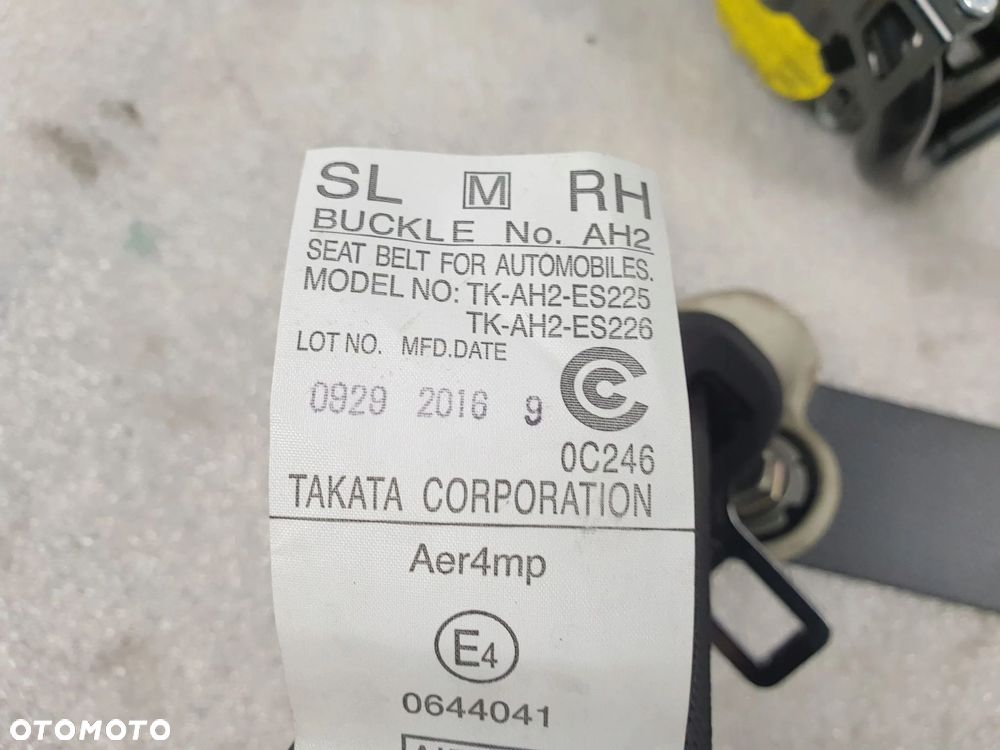 SL M RH
BUCKLE No. AH2
SEAT BELT FOR AUTOMOBILES.
MODEL NO: TK-AH2-ES225
TK-AH2-ES226
LOT NO. MFD.DATE
0929 2016 9
0C246
TAKATA CORPORATION
Aer4mp
E4
0644041
OTOMOTO